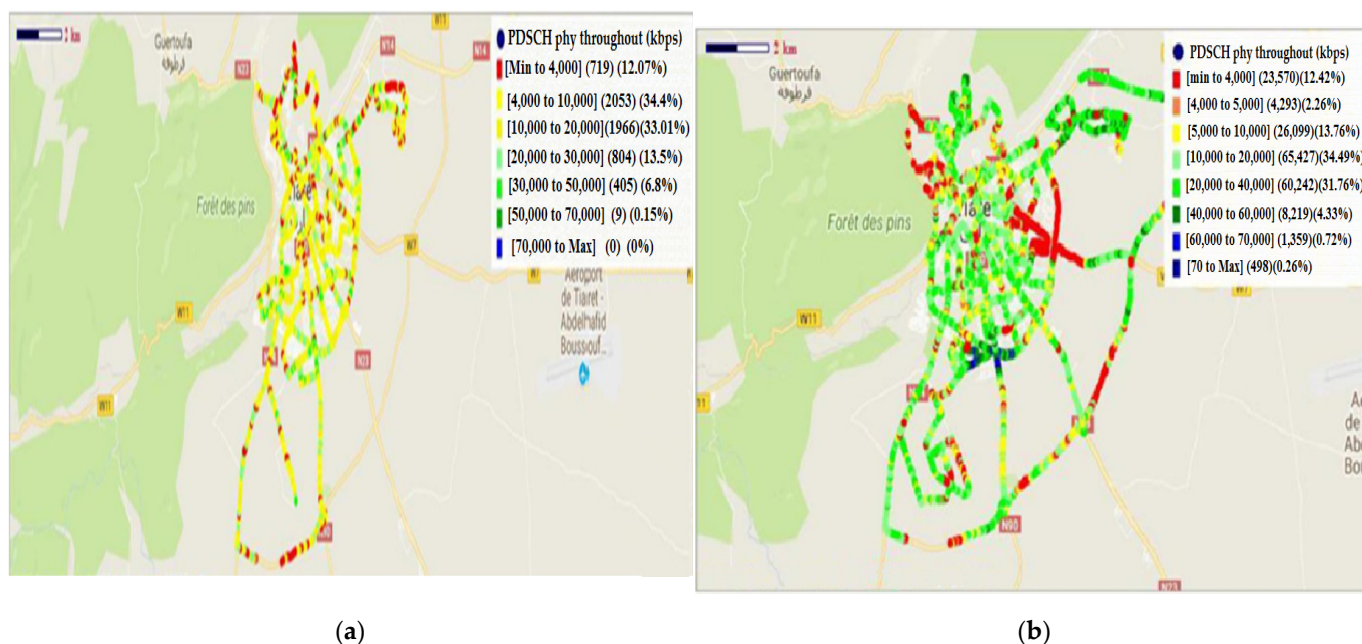 2 km
Guertoufa
قرطوفة
N23
W11
N14
N14
PDSCH phy throughout (kbps)
[Min to 4,000] (719) (12.07%)
[4,000 to 10,000] (2053) (34.4%)
[10,000 to 20,000](1966)(33.01%)
[20,000 to 30,000] (804) (13.5%)
[30,000 to 50,000] (405) (6.8%)
[50,000 to 70,000] (9) (0.15%)
[70,000 to Max] (0) (0%)
Forêt des pins
W7
W7
Aéroport
de Tiaret -
Abdelhafid
Boussouf
W11
N23
W11
N90
(a)
2 km
Guertoufa
قرطوفة
PDSCH phy throughout (kbps)
[min to 4,000] (23,570)(12.42%)
[4,000 to 5,000] (4,293)(2.26%)
[5,000 to 10,000] (26,099)(13.76%)
[10,000 to 20,000] (65,427)(34.49%)
[20,000 to 40,000] (60,242)(31.76%)
[40,000 to 60,000] (8,219)(4.33%)
[60,000 to 70,000] (1,359)(0.72%)
[70 to Max] (498)(0.26%)
Forêt des pins
W11
N90
N23
(b)